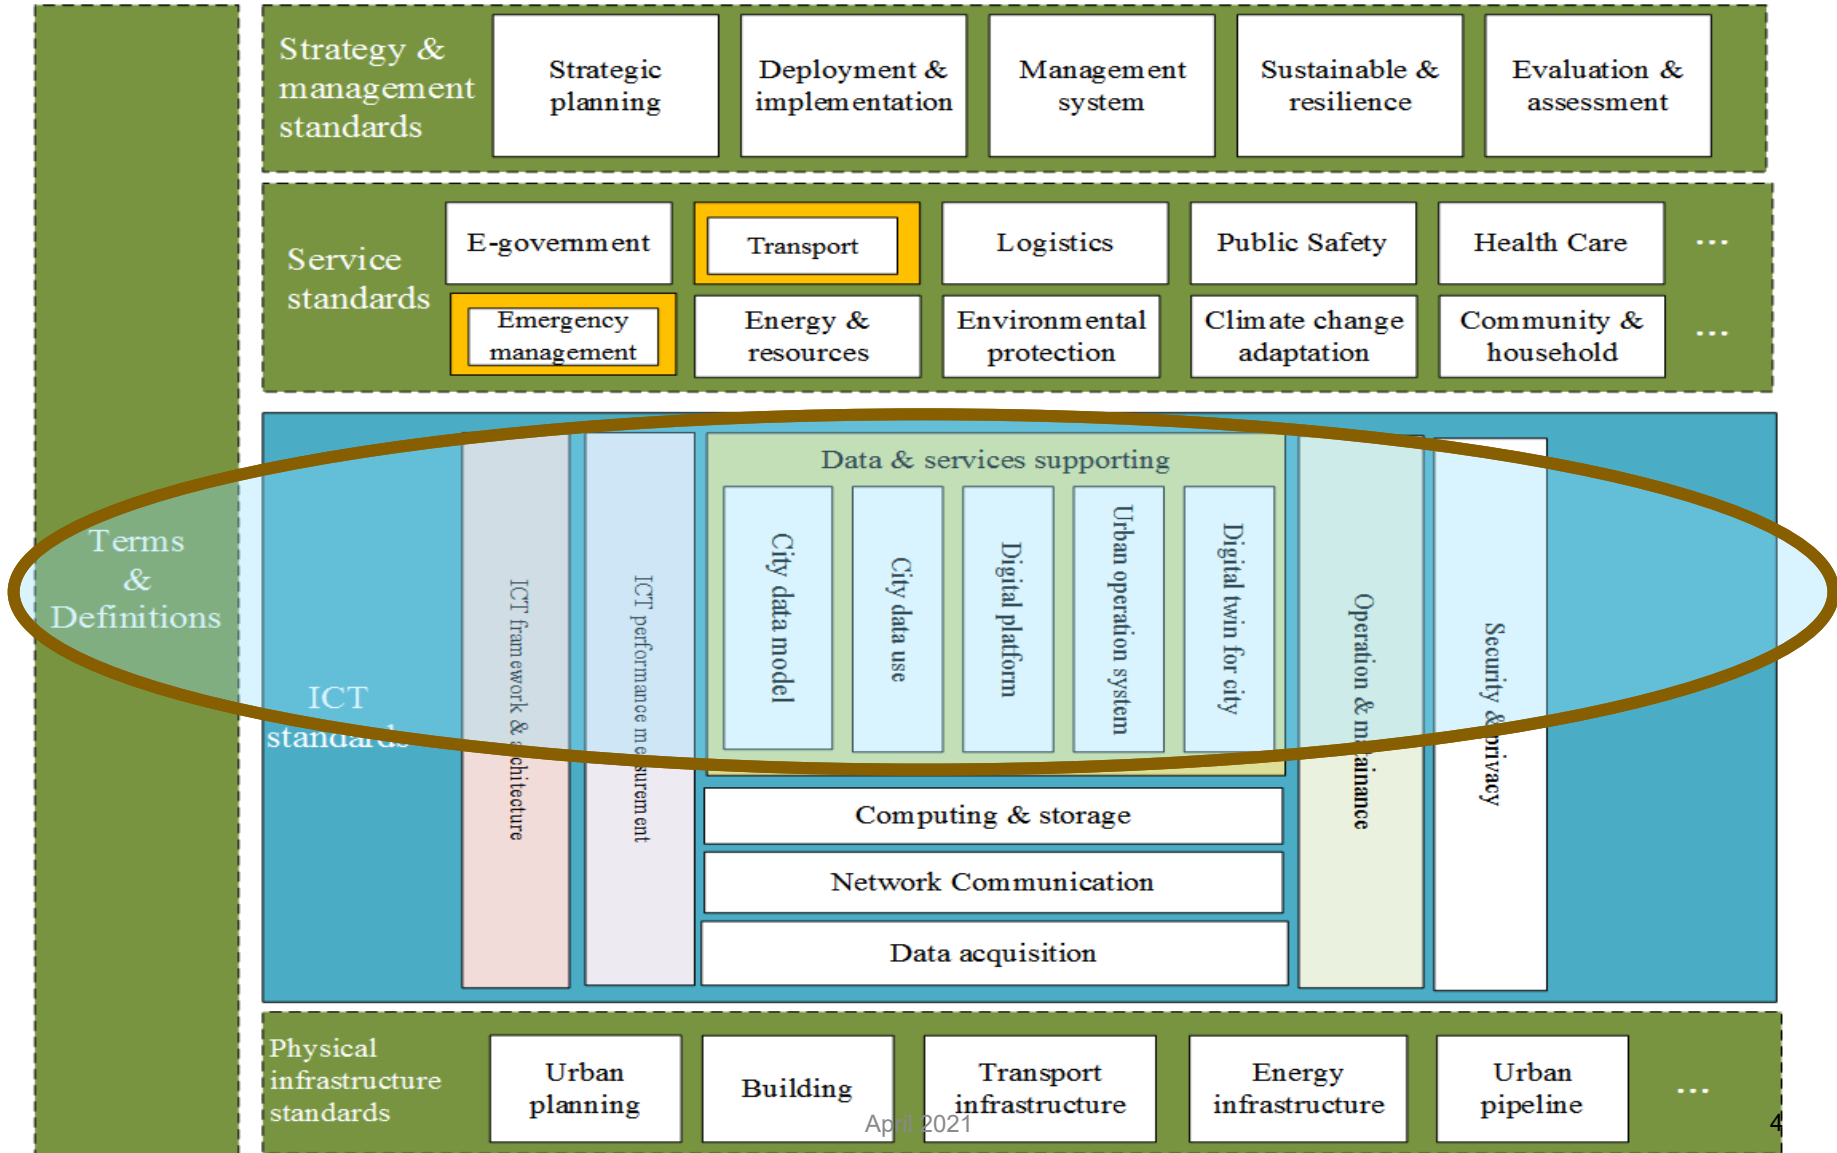 Strategy &
management
standards
Strategic
planning
Deployment &
implementation
Management
system
Sustainable &
resilience
Evaluation &
assessment
Service
standards
E-government
Transport
Logistics
Public Safety
Health Care
...
Emergency
management
Energy &
resources
Environmental
protection
Climate change
adaptation
Community &
household
...
Terms
&
Definitions
ICT
standards
ICT framework & architecture
ICT performance measurement
Data & services supporting
City data model
City data use
Digital platform
Urban operation system
Digital twin for city
Operation & maintainance
Security & privacy
Computing & storage
Network Communication
Data acquisition
Physical
infrastructure
standards
Urban
planning
Building
Transport
infrastructure
Energy
infrastructure
Urban
pipeline
...
April 2021
4